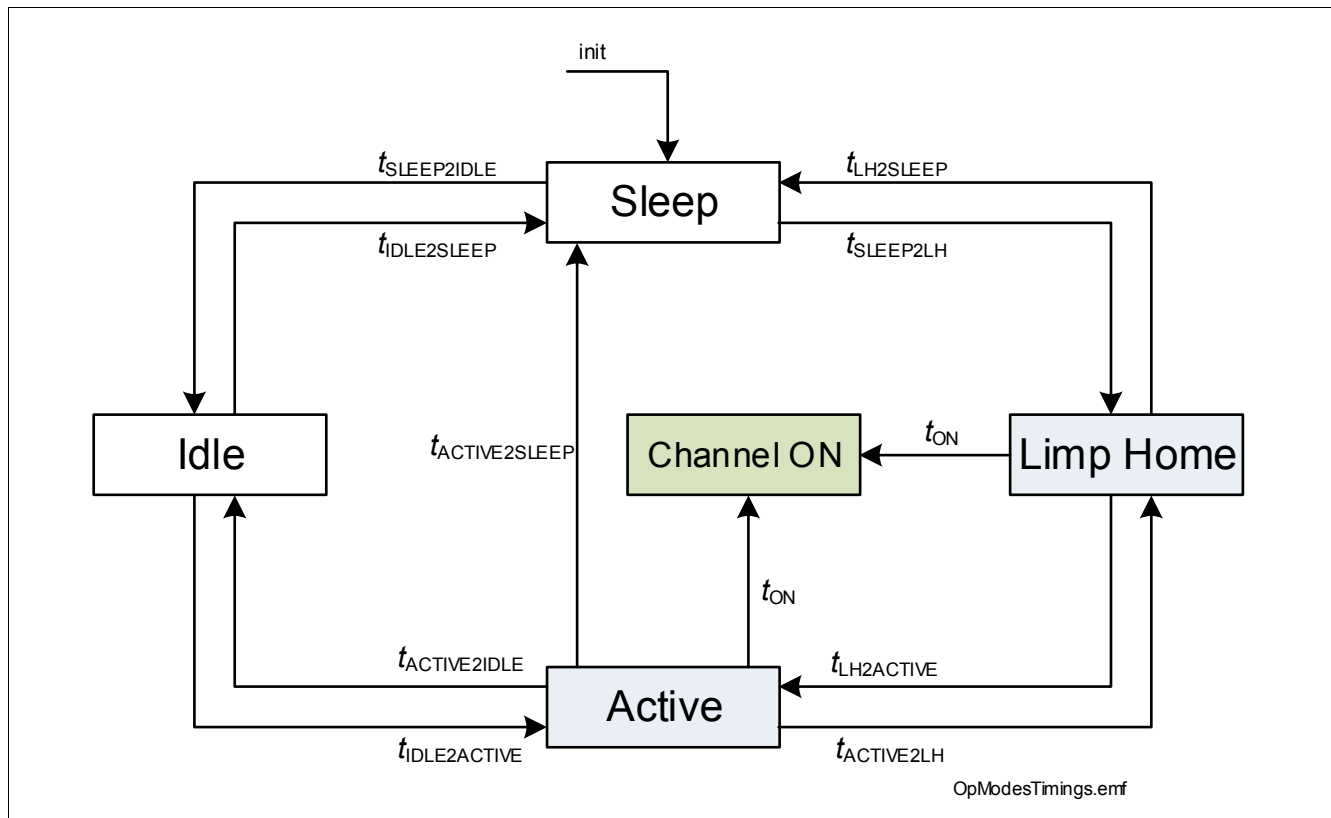 init
tSLEEP2IDLE
tLH2SLEEP
Sleep
tIDLE2SLEEP
tSLEEP2LH
Idle
tACTIVE2SLEEP
Channel ON
tON
Limp Home
tON
tACTIVE2IDLE
tLH2ACTIVE
Active
tIDLE2ACTIVE
tACTIVE2LH
OpModesTimings.emf